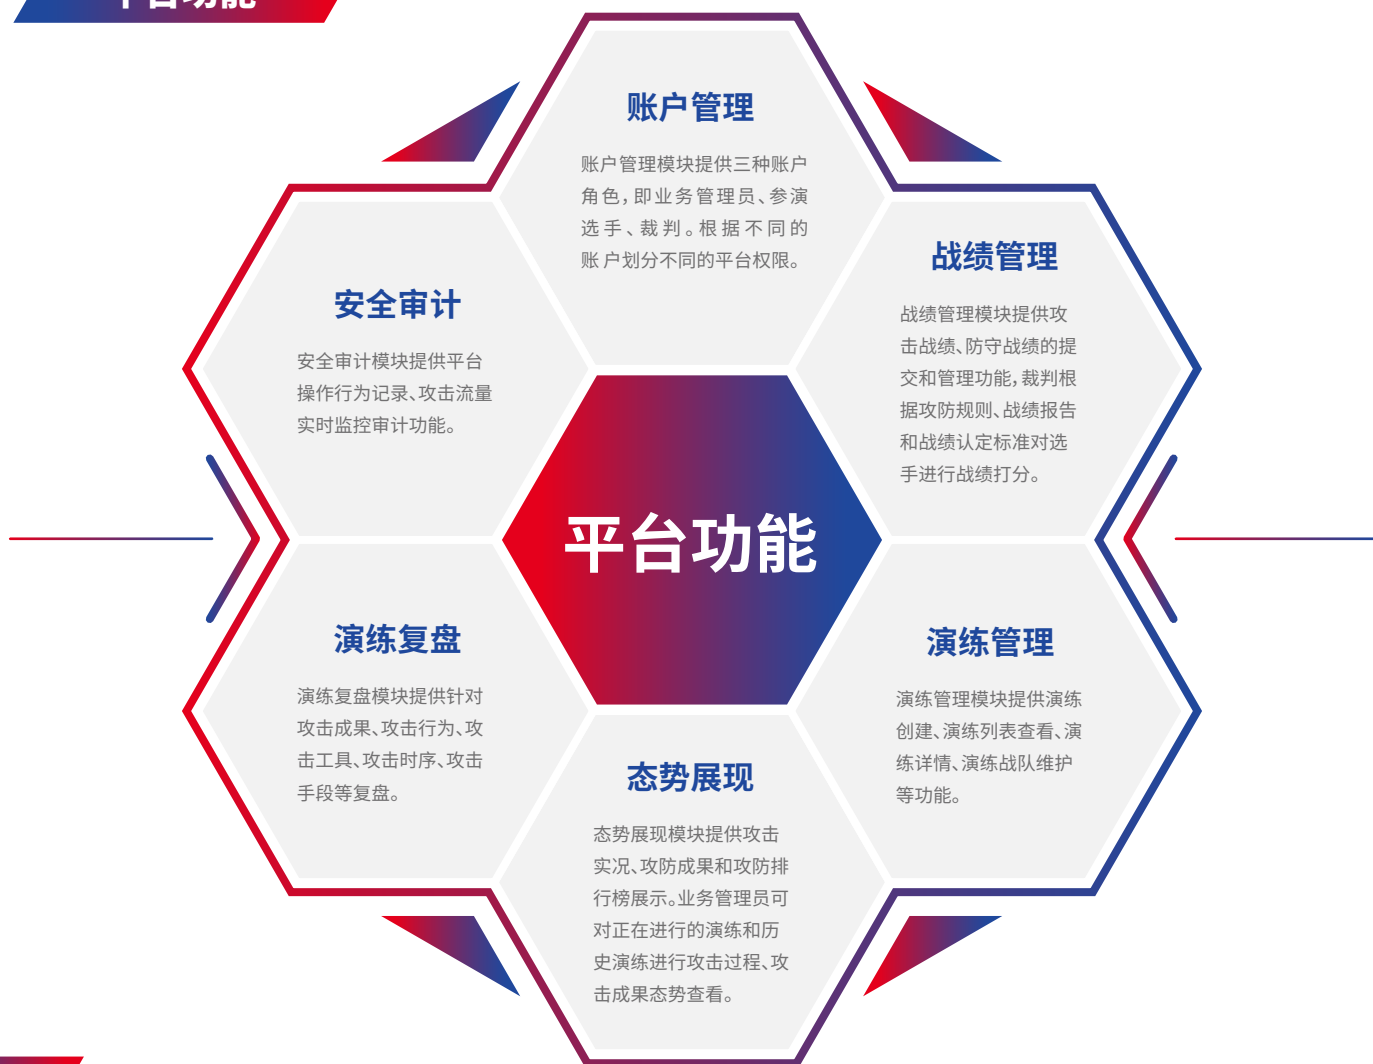 平台功能
账户管理
账户管理模块提供三种账户
角色，即业务管理员、参演
选手、裁判。根据不同的
账户划分不同的平台权限。
战绩管理
战绩管理模块提供攻
击战绩、防守战绩的提
交和管理功能，裁判根
据攻防规则、战绩报告
和战绩认定标准对选
手进行战绩打分。
安全审计
安全审计模块提供平台
操作行为记录、攻击流量
实时监控审计功能。
平台功能
演练复盘
演练复盘模块提供针对
攻击成果、攻击行为、攻
击工具、攻击时序、攻击
手段等复盘。
演练管理
演练管理模块提供演练
创建、演练列表查看、演
练详情、演练战队维护
等功能。
态势展现
态势展现模块提供攻击
实况、攻防成果和攻防排
行榜展示。业务管理员可
对正在进行的演练和历
史演练进行攻击过程、攻
击成果态势查看。